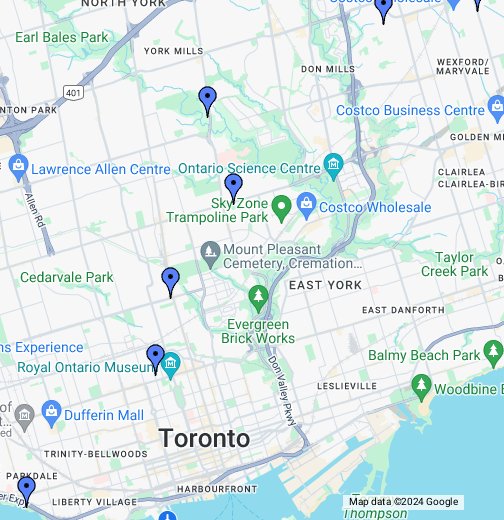 NORTH YORK
Costco Wholesale
Earl Bales Park
YORK MILLS
DON MILLS
WEXFORD/
MARYVALE
401
NTON PARK
Costco Business Centre
GOLDEN M
Lawrence Allen Centre
Ontario Science Centre
CLAIRLEA
CLAIRLEA-BIR
Allen Rd
Sky Zone
Trampoline Park
Costco Wholesale
Mount Pleasant
Cemetery, Cremation...
Taylor
Creek Park
Cedarvale Park
EAST YORK
EAST DANFORTH
Evergreen
Brick Works
ns Experience
Royal Ontario Museum
Balmy Beach Park
Don Valley Pkwy
LESLIEVILLE
Woodbine B
of
ted
Dufferin Mall
Toronto
TRINITY-BELLWOODS
PARKDALE
er Exp
HARBOURFRONT
LIBERTY VILLAGE
Map data ©2024 Google
Thompson